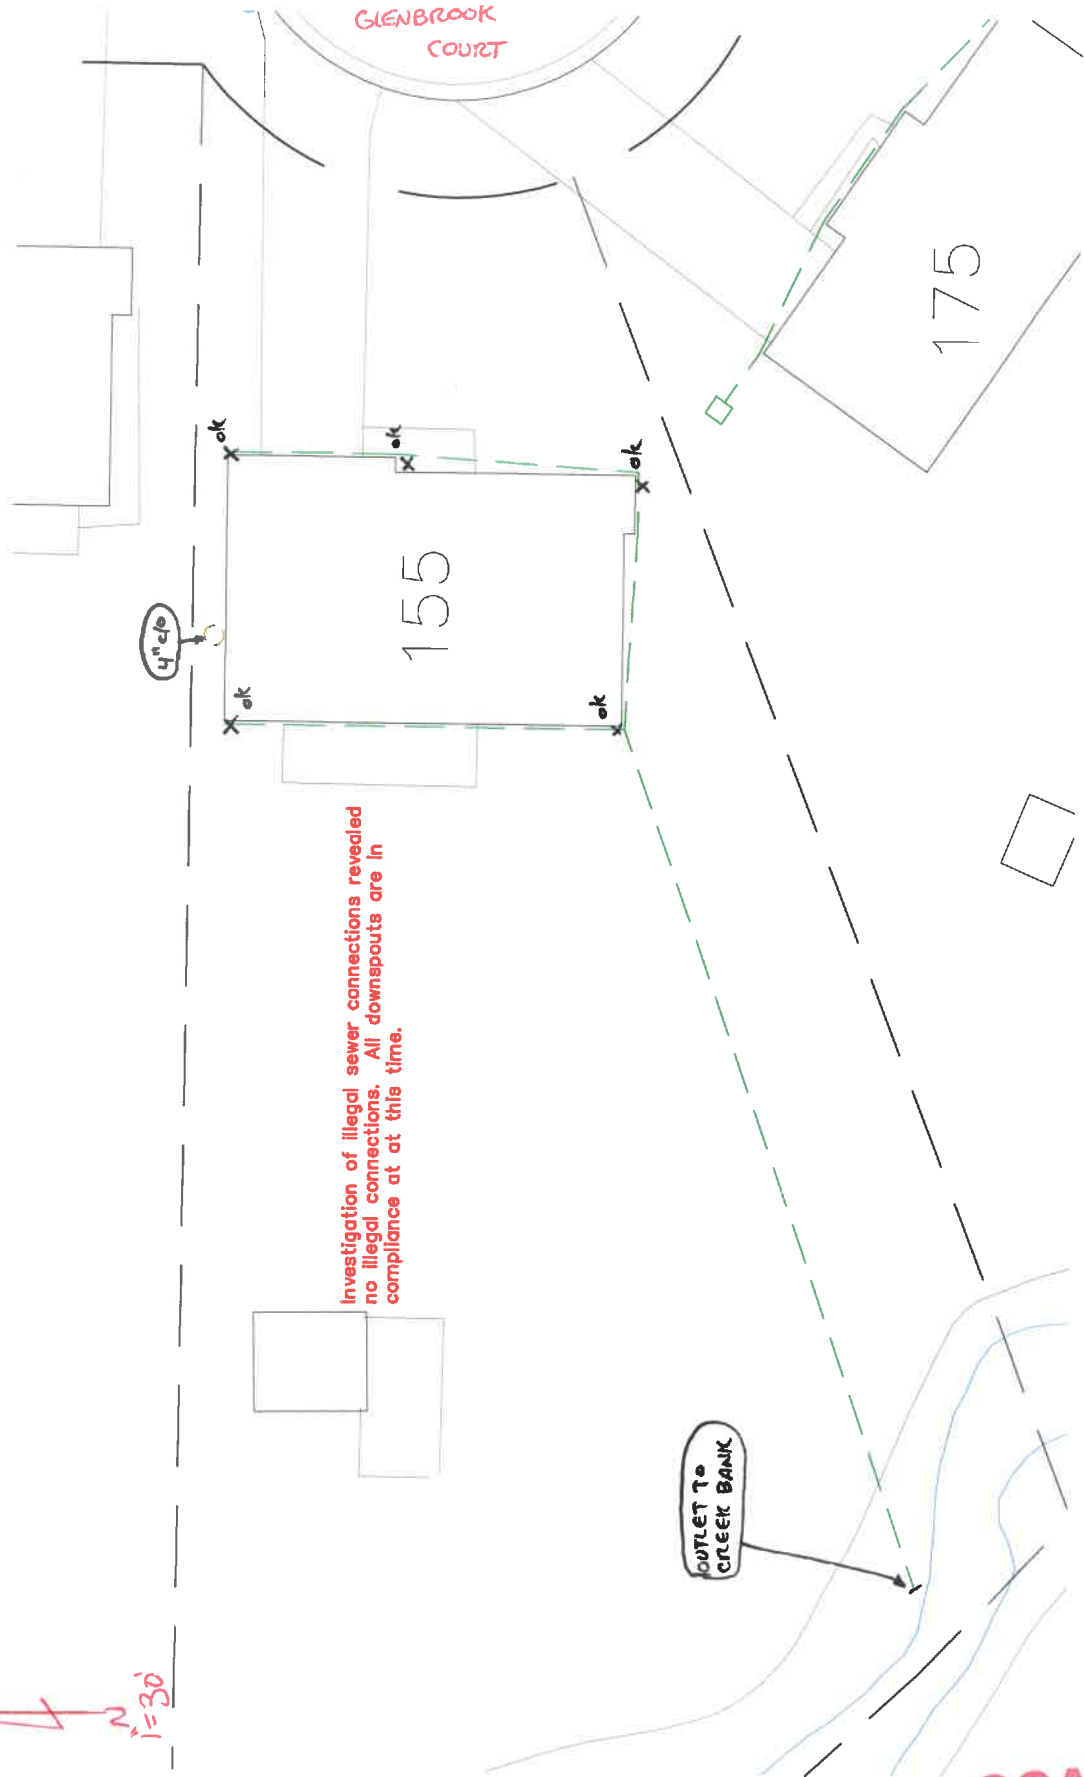 GLENBROOK
COURT
175
ok
ok
ok
155
4" c/o
ok
ok
Investigation of illegal sewer connections revealed
no illegal connections. All downspouts are in
compliance at at this time.
OUTLET TO
CREEK BANK
N
1"=30'